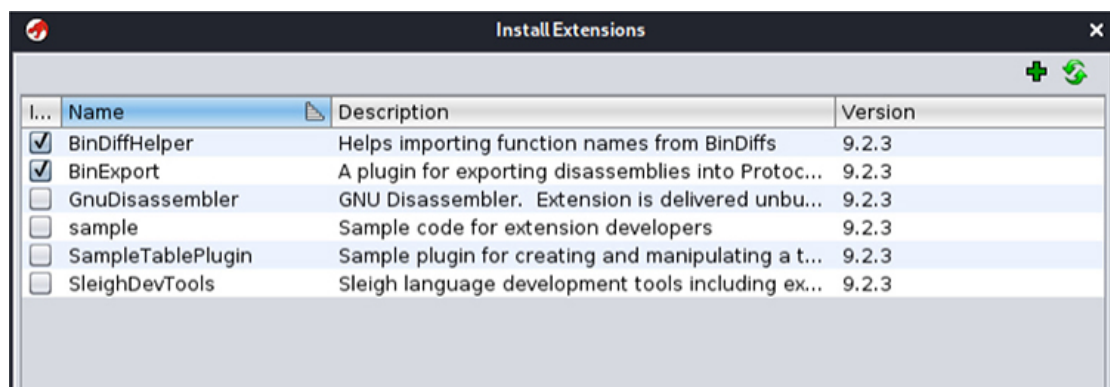 Install Extensions
I... Name Description Version
BinDiffHelper Helps importing function names from BinDiffs 9.2.3
BinExport A plugin for exporting disassemblies into Protoc... 9.2.3
GnuDisassembler GNU Disassembler. Extension is delivered unbu... 9.2.3
sample Sample code for extension developers 9.2.3
SampleTablePlugin Sample plugin for creating and manipulating a t... 9.2.3
SleighDevTools Sleigh language development tools including ex... 9.2.3